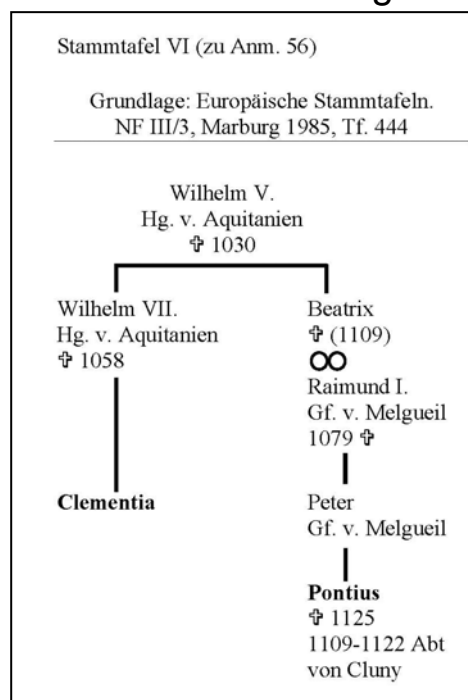 Stammtafel VI (zu Anm. 56)
Grundlage: Europäische Stammtafeln.
NF III/3, Marburg 1985, Tf. 444
Wilhelm V.
Hg. v. Aquitanien
✞ 1030
Wilhelm VII.
Hg. v. Aquitanien
✞ 1058
Clementia
Beatrix
✞ (1109)
Raimund I.
Gf. v. Melgueil
1079 ✞
Peter
Gf. v. Melgueil
Pontius
✞ 1125
1109-1122 Abt
von Cluny